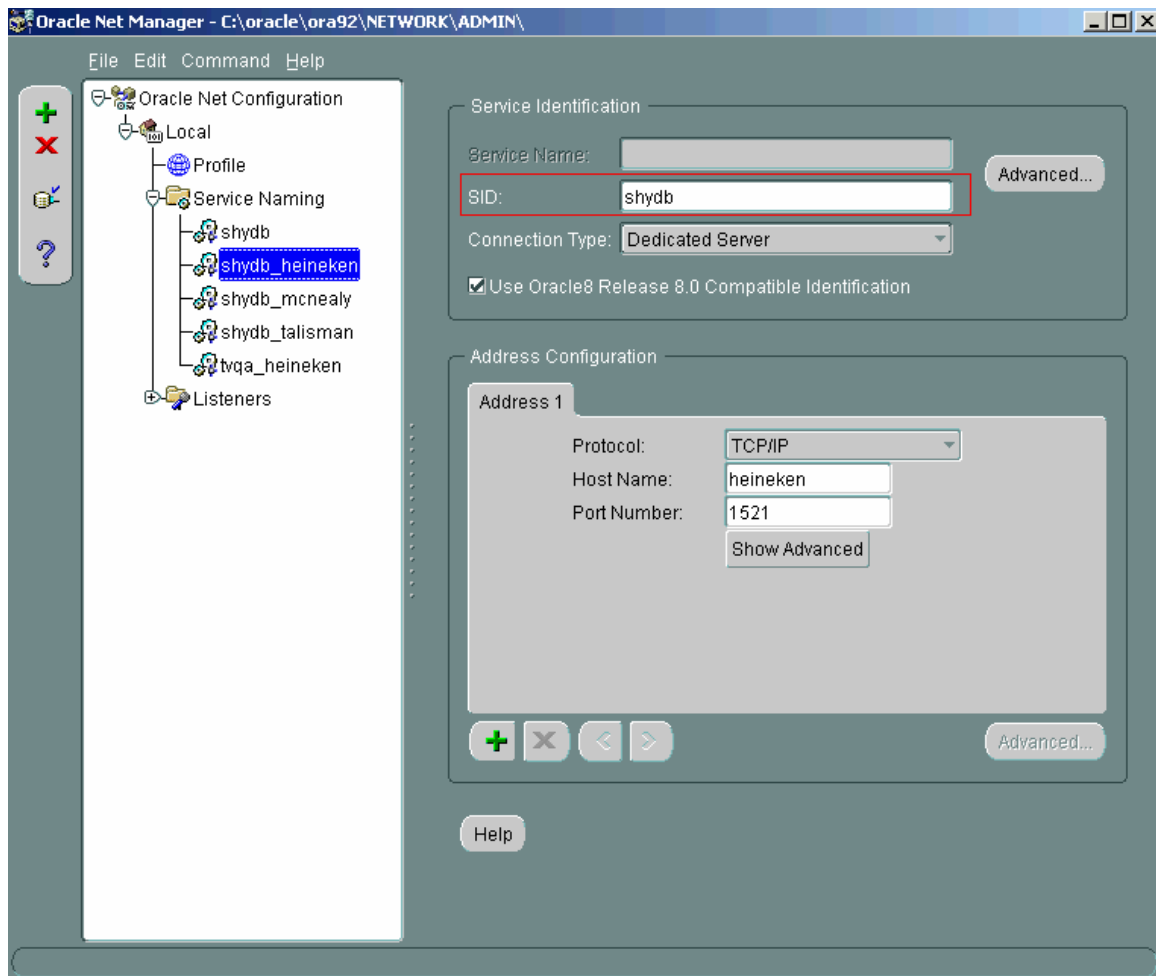 Oracle Net Manager - C:\oracle\ora92\NETWORK\ADMIN\
File Edit Command Help
Oracle Net Configuration
Local
Profile
Service Naming
shydb
shydb_heineken
shydb_mcnealy
shydb_talisman
tvqa_heineken
Listeners
Service Identification
Service Name:
Advanced...
SID: shydb
Connection Type: Dedicated Server
Use Oracle8 Release 8.0 Compatible Identification
Address Configuration
Address 1
Protocol: TCP/IP
Host Name: heineken
Port Number: 1521
Show Advanced
Advanced...
Help